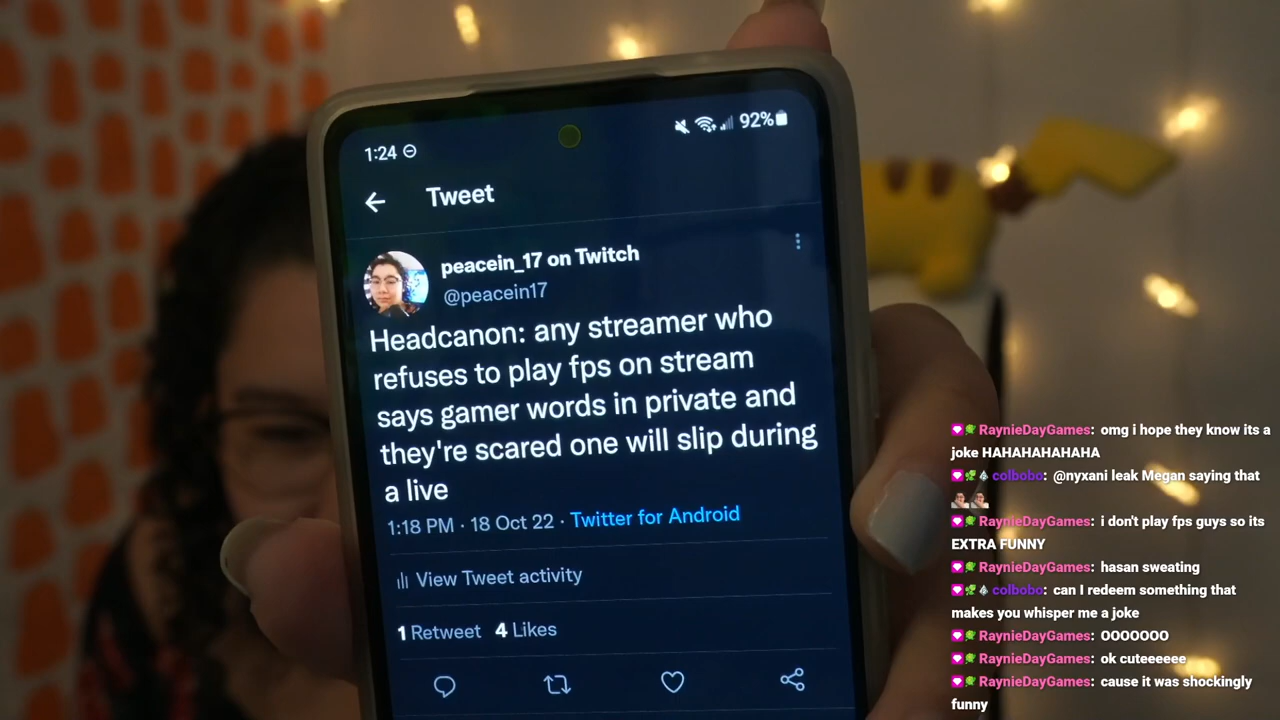 1:24
92%
Tweet
peacein_17 on Twitch
@peacein17
Headcanon: any streamer who
refuses to play fps on stream
says gamer words in private and
they're scared one will slip during
a live
1:18 PM · 18 Oct 22 · Twitter for Android
View Tweet activity
1 Retweet 4 Likes
RaynieDayGames: omg i hope they know its a
joke HAHAHAHAHAHA
colbobo: @nyxani leak Megan saying that
RaynieDayGames: i don't play fps guys so its
EXTRA FUNNY
RaynieDayGames: hasan sweating
colbobo: can I redeem something that
makes you whisper me a joke
RaynieDayGames: OOOOOOO
RaynieDayGames: ok cuteeeeee
RaynieDayGames: cause it was shockingly
funny